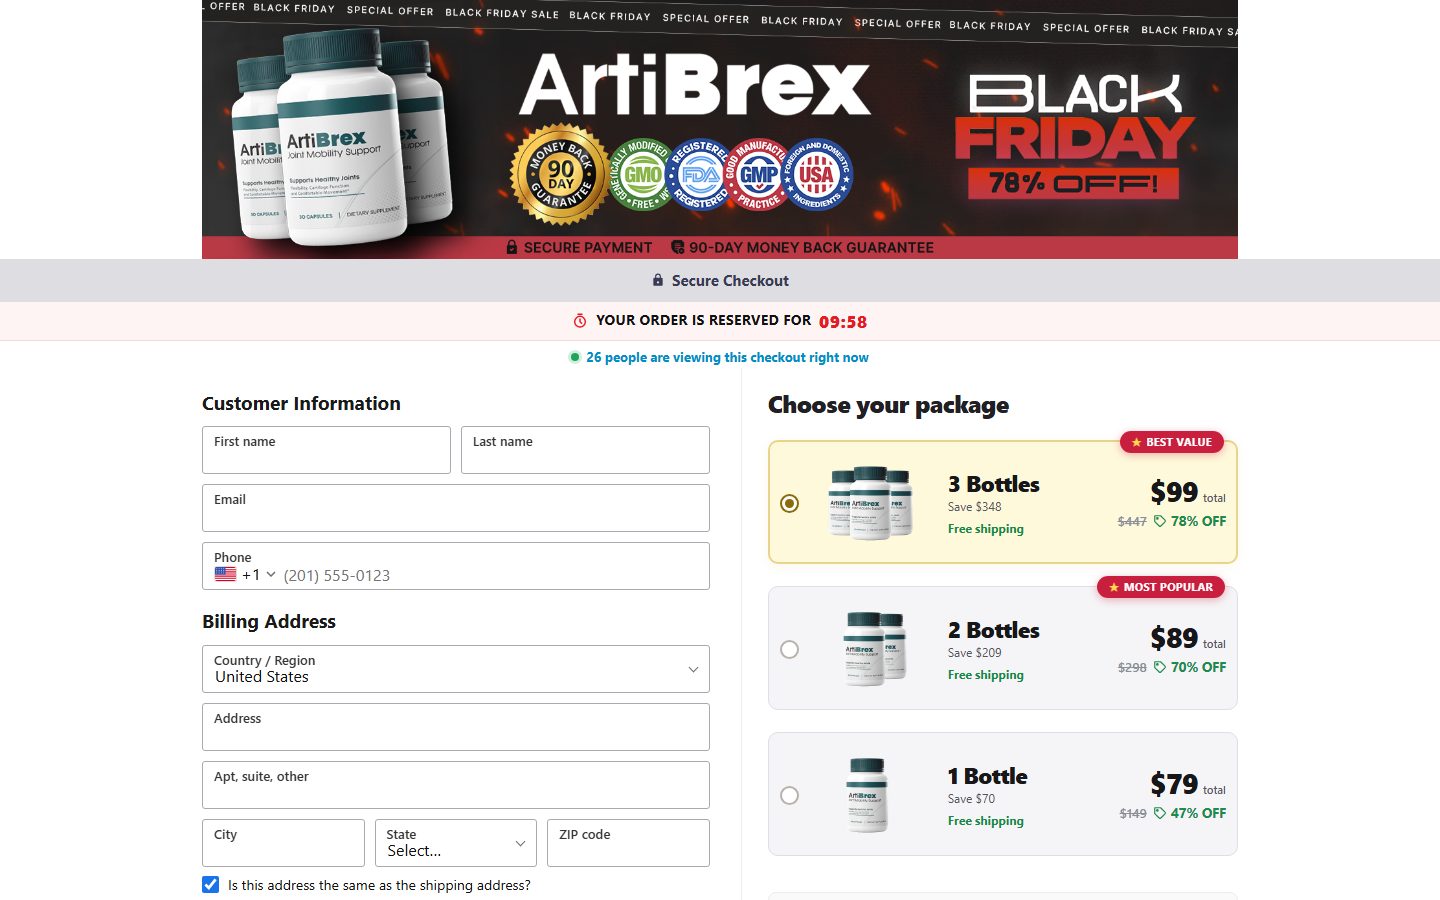 L OFFER BLACK FRIDAY SPECIAL OFFER BLACK FRIDAY SALE BLACK FRIDAY SPECIAL OFFER BLACK FRIDAY SPECIAL OFFER BLACK FRIDAY SPECIAL OFFER BLACK FRIDAY SA
ArtiBrex
BLACK
FRIDAY
78% OFF!
MONEY BACK
90
DAY
GUARANTEE
GENETICALLY MODIFIED
GMO
FREE
REGISTERED
FDA
REGISTERED
GOOD MANUFACTU
GMP
PRACTICE
FOREIGN AND DOMESTIC
USA
INGREDIENTS
ArtiBrex
Joint Mobility Support
Supports Healthy Joints
30 CAPSULES | DIETARY SUPPLEMENT
SECURE PAYMENT 90-DAY MONEY BACK GUARANTEE
Secure Checkout
YOUR ORDER IS RESERVED FOR 09:58
26 people are viewing this checkout right now
Customer Information
First name
Last name
Email
Phone
+1 (201) 555-0123
Billing Address
Country / Region
United States
Address
Apt, suite, other
City
State
Select...
ZIP code
Is this address the same as the shipping address?
Choose your package
BEST VALUE
3 Bottles
Save $348
Free shipping
$99 total
$447 78% OFF
MOST POPULAR
2 Bottles
Save $209
Free shipping
$89 total
$298 70% OFF
1 Bottle
Save $70
Free shipping
$79 total
$149 47% OFF